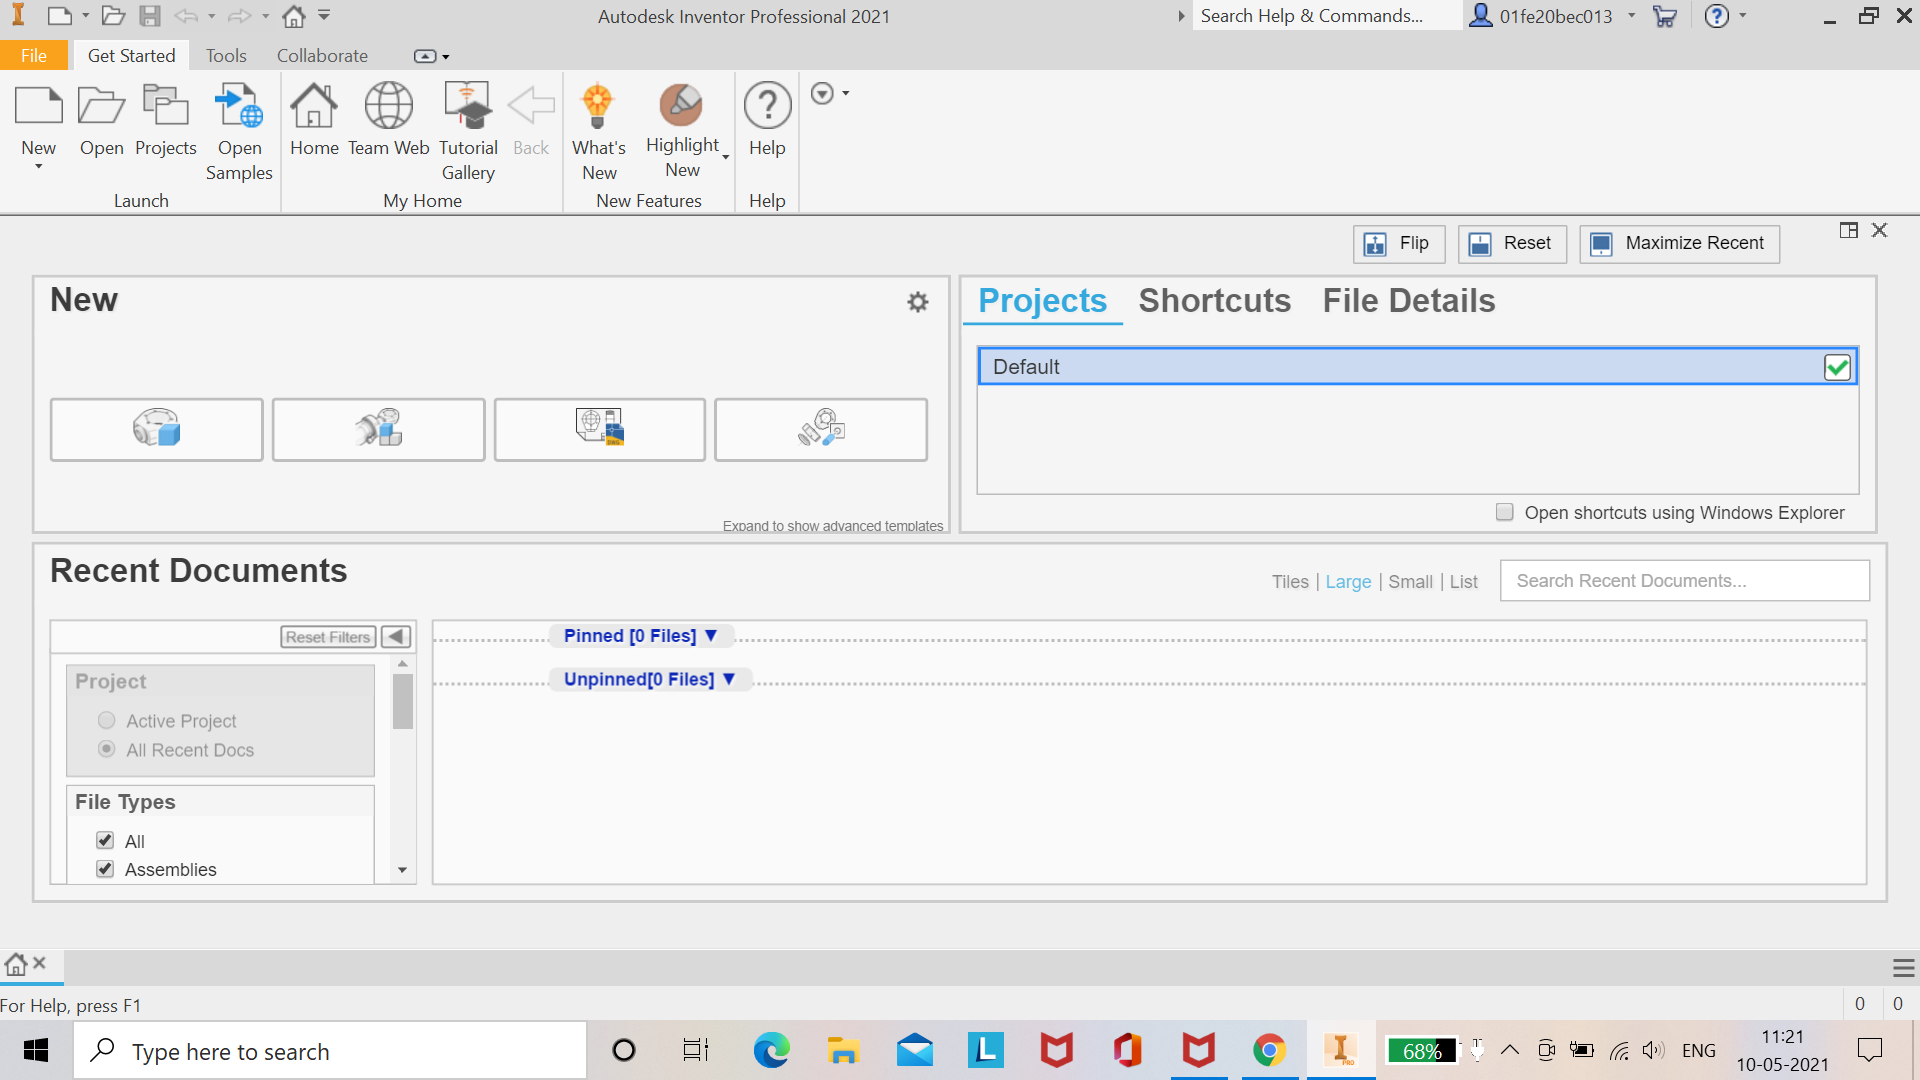 Autodesk Inventor Professional 2021
Search Help & Commands...
01fe20bec013
File
Get Started
Tools
Collaborate
New
Open
Projects
Open Samples
Launch
Home
Team Web
Tutorial Gallery
Back
My Home
What's New
Highlight New
New Features
Help
Help
Flip
Reset
Maximize Recent
New
Expand to show advanced templates
Projects
Shortcuts
File Details
Default
Open shortcuts using Windows Explorer
Recent Documents
Tiles | Large | Small | List
Search Recent Documents...
Reset Filters
Project
Active Project
All Recent Docs
File Types
All
Assemblies
Pinned [0 Files] ▼
Unpinned[0 Files] ▼
For Help, press F1
0 0
Type here to search
68%
ENG
11:21
10-05-2021